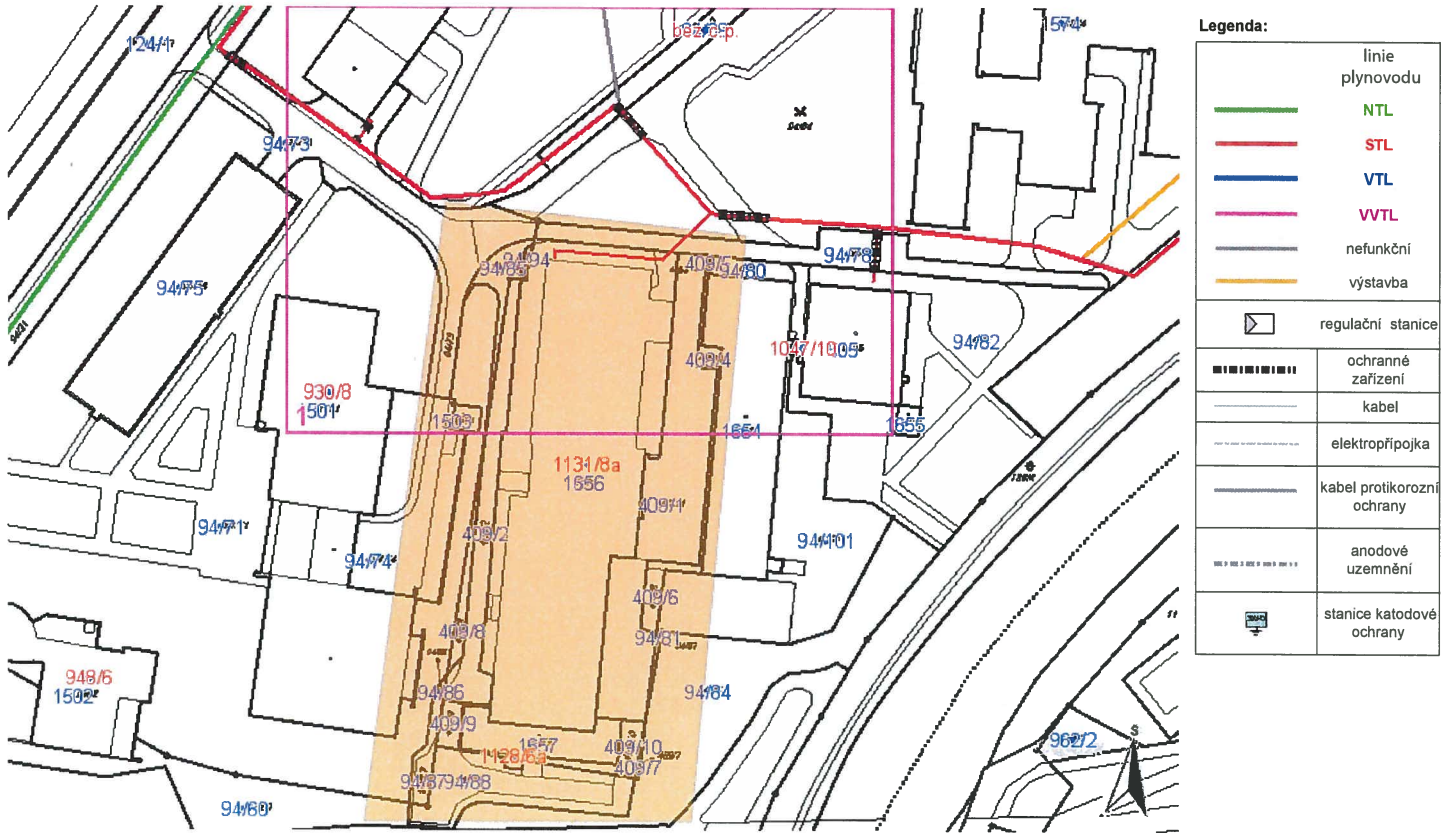 124/1
bez č.p.
1574
94/73
94/75
94/31
94/94
94/85
409/5
94/80
94/78
409/4
1047/10
94/82
930/8
1501
1
1503
1655
1664
1131/8a
1656
409/1
94/71
409/2
94/74
94/101
409/6
409/8
94/81
948/6
1502
94/86
94/84
409/9
962/2
S
1657
409/10
1128/6a
409/7
94/87
94/88
94/60
Legenda:
linie
plynovodu
NTL
STL
VTL
VVTL
nefunkční
výstavba
regulační stanice
ochranné
zařízení
kabel
elektropřípojka
kabel protikorozní
ochrany
anodové
uzemnění
stanice katodové
ochrany